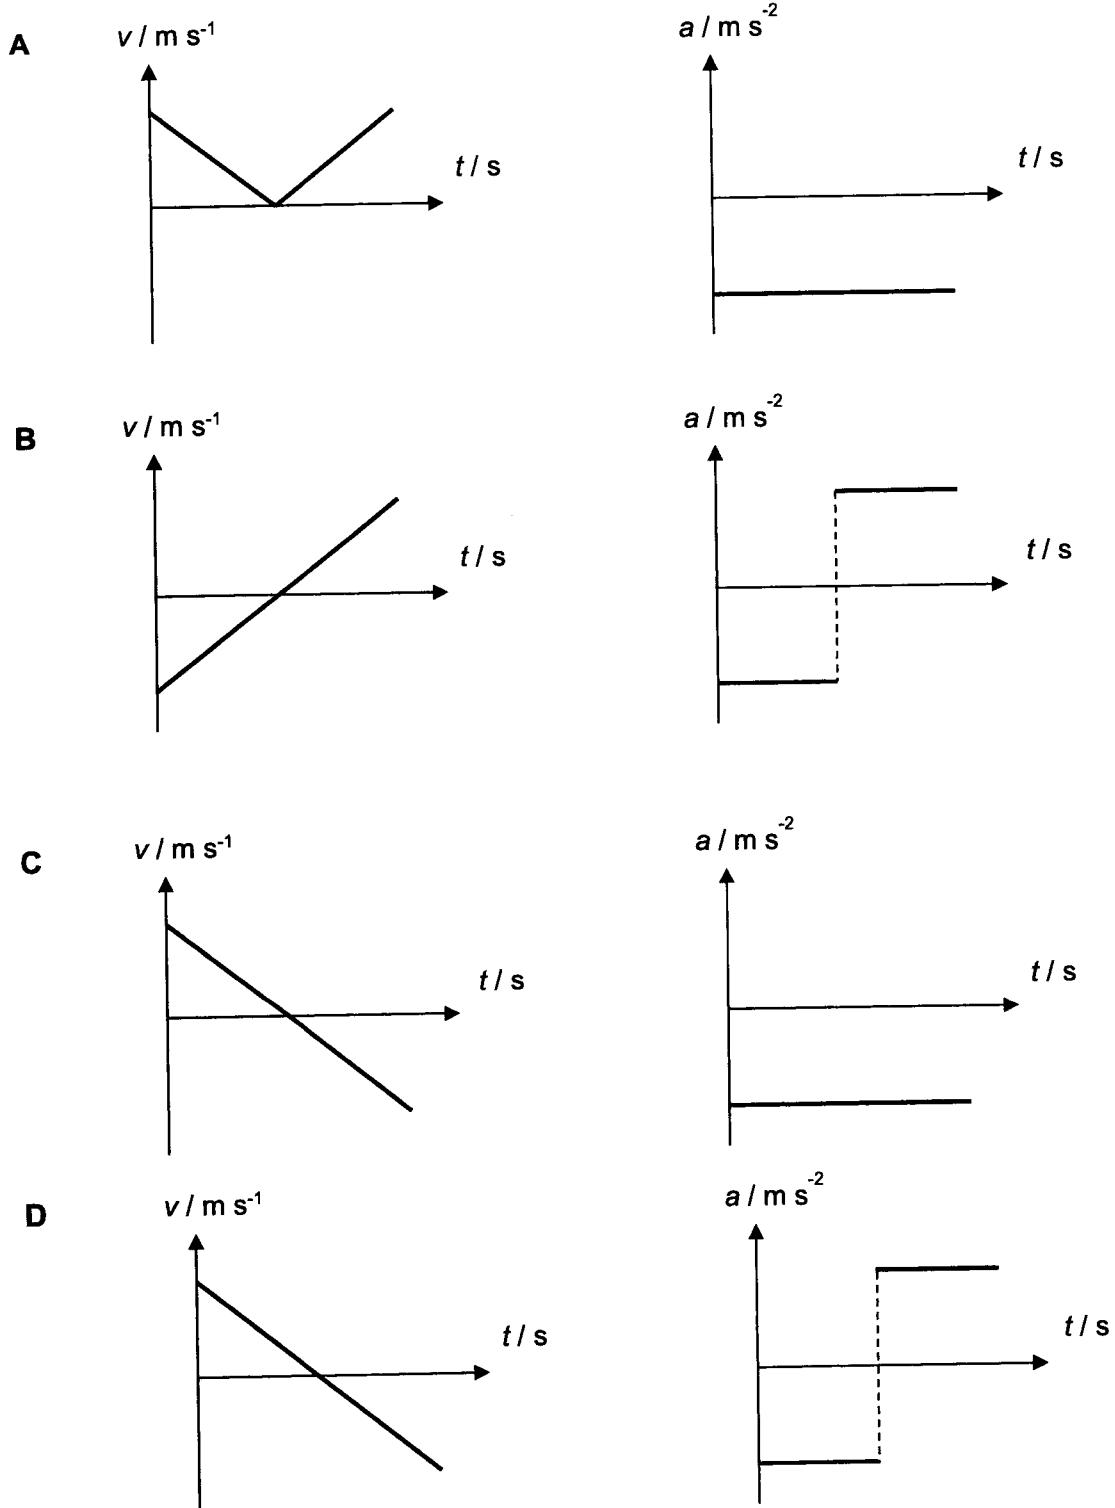 A v / m s⁻¹ a / m s⁻²
t / s t / s
B v / m s⁻¹ a / m s⁻²
t / s t / s
C v / m s⁻¹ a / m s⁻²
t / s t / s
D v / m s⁻¹ a / m s⁻²
t / s t / s